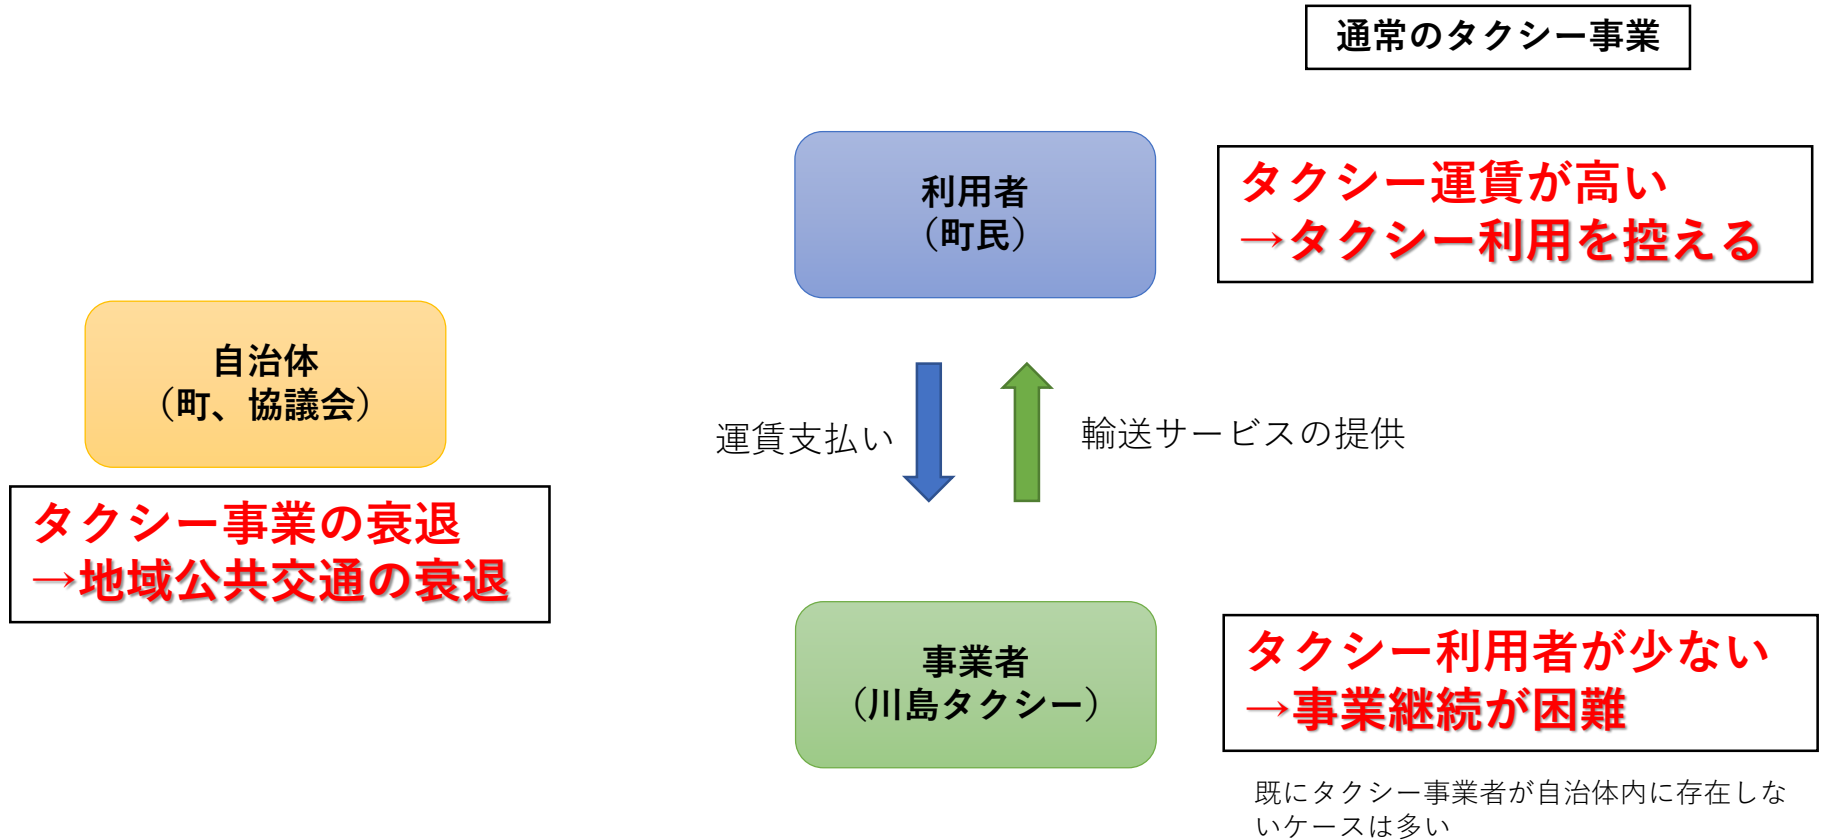 通常のタクシー事業
利用者
（町民）
タクシー運賃が高い
→タクシー利用を控える
自治体
（町、協議会）
運賃支払い
輸送サービスの提供
タクシー事業の衰退
→地域公共交通の衰退
事業者
（川島タクシー）
タクシー利用者が少ない
→事業継続が困難
既にタクシー事業者が自治体内に存在しな
いケースは多い